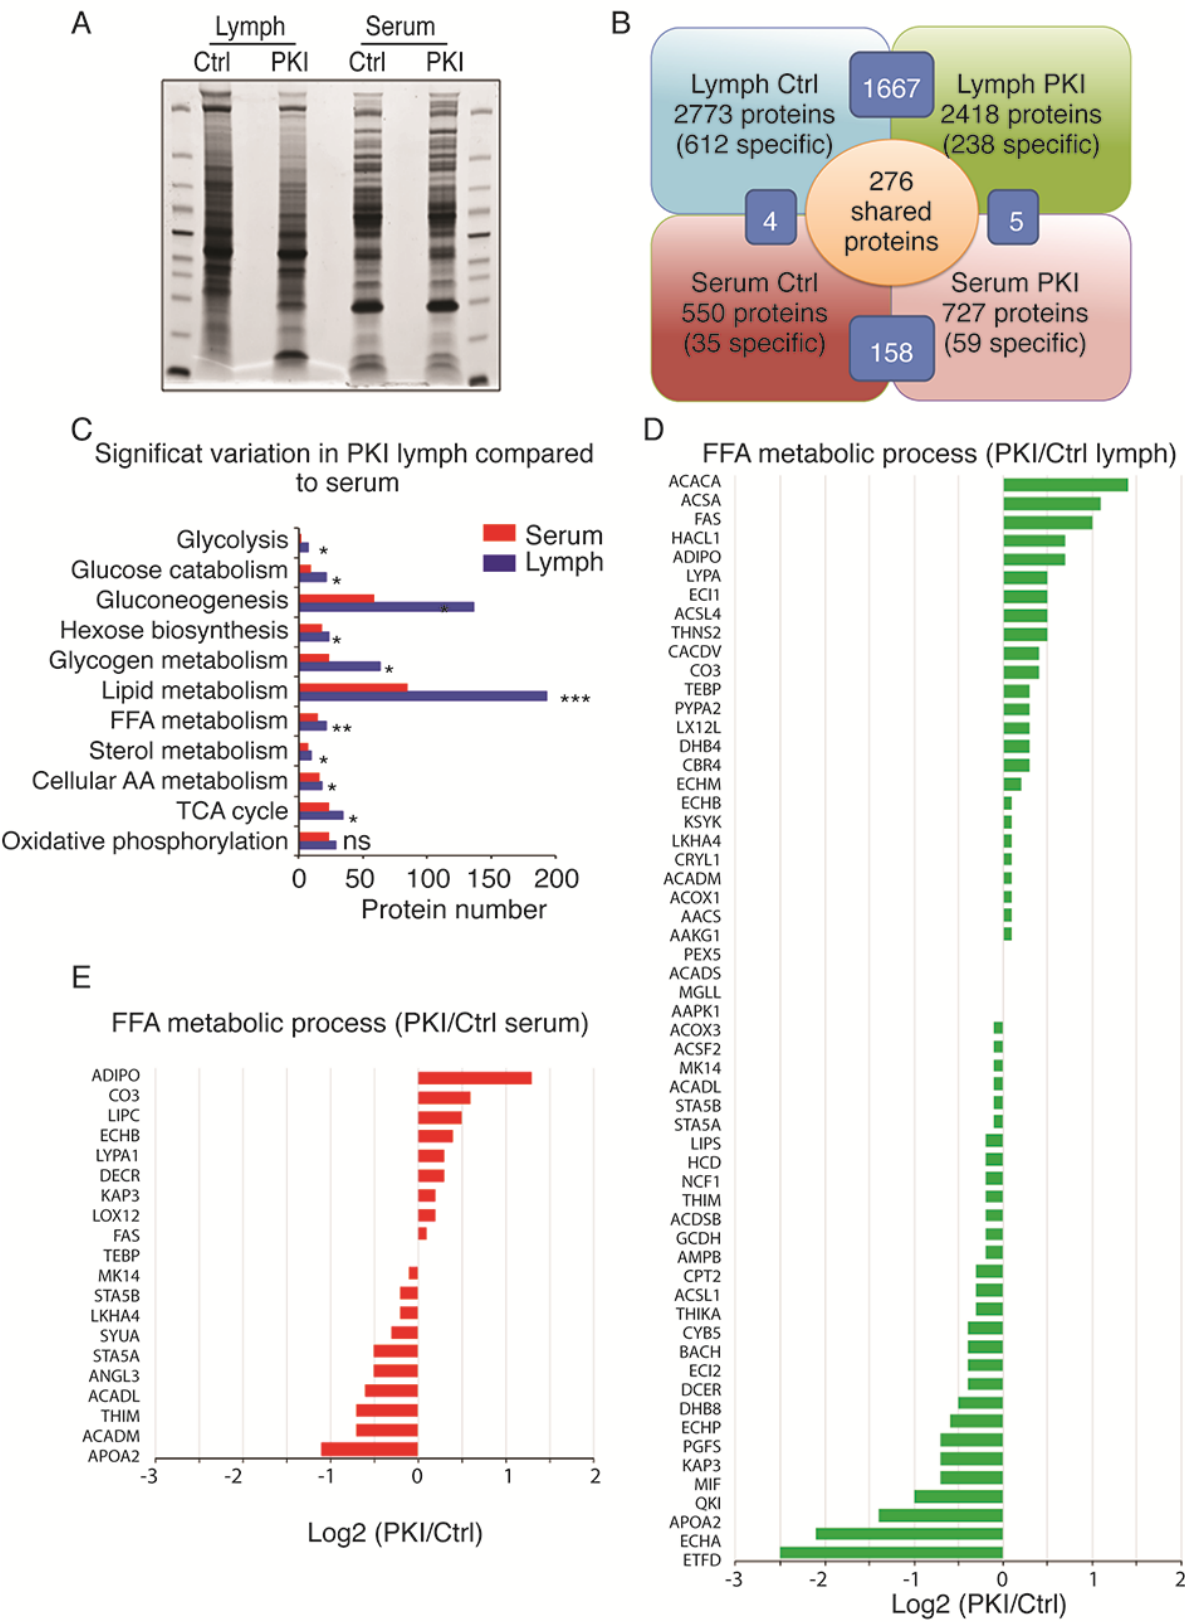 A
Lymph Serum
Ctrl PKI Ctrl PKI
B
Lymph Ctrl
2773 proteins
(612 specific)
1667
Lymph PKI
2418 proteins
(238 specific)
276
shared
proteins
4
5
Serum Ctrl
550 proteins
(35 specific)
158
Serum PKI
727 proteins
(59 specific)
C
Significat variation in PKI lymph compared
to serum
Serum
Lymph
Glycolysis *
Glucose catabolism *
Gluconeogenesis *
Hexose biosynthesis *
Glycogen metabolism *
Lipid metabolism ***
FFA metabolism **
Sterol metabolism *
Cellular AA metabolism *
TCA cycle *
Oxidative phosphorylation ns
0 50 100 150 200
Protein number
D
FFA metabolic process (PKI/Ctrl lymph)
ACACA
ACSA
FAS
HACL1
ADIPO
LYPA
ECI1
ACSL4
THNS2
CACDV
CO3
TEBP
PYPA2
LX12L
DHB4
CBR4
ECHM
ECHB
KSYK
LKHA4
CRYL1
ACADM
ACOX1
AACS
AAKG1
PEX5
ACADS
MGLL
AAPK1
ACOX3
ACSF2
MK14
ACADL
STA5B
STA5A
LIPS
HCD
NCF1
THIM
ACDSB
GCDH
AMPB
CPT2
ACSL1
THIKA
CYB5
BACH
ECI2
DCER
DHB8
ECHP
PGFS
KAP3
MIF
QKI
APOA2
ECHA
ETFD
-3 -2 -1 0 1 2
Log2 (PKI/Ctrl)
E
FFA metabolic process (PKI/Ctrl serum)
ADIPO
CO3
LIPC
ECHB
LYPA1
DECR
KAP3
LOX12
FAS
TEBP
MK14
STA5B
LKHA4
SYUA
STA5A
ANGL3
ACADL
THIM
ACADM
APOA2
-3 -2 -1 0 1 2
Log2 (PKI/Ctrl)